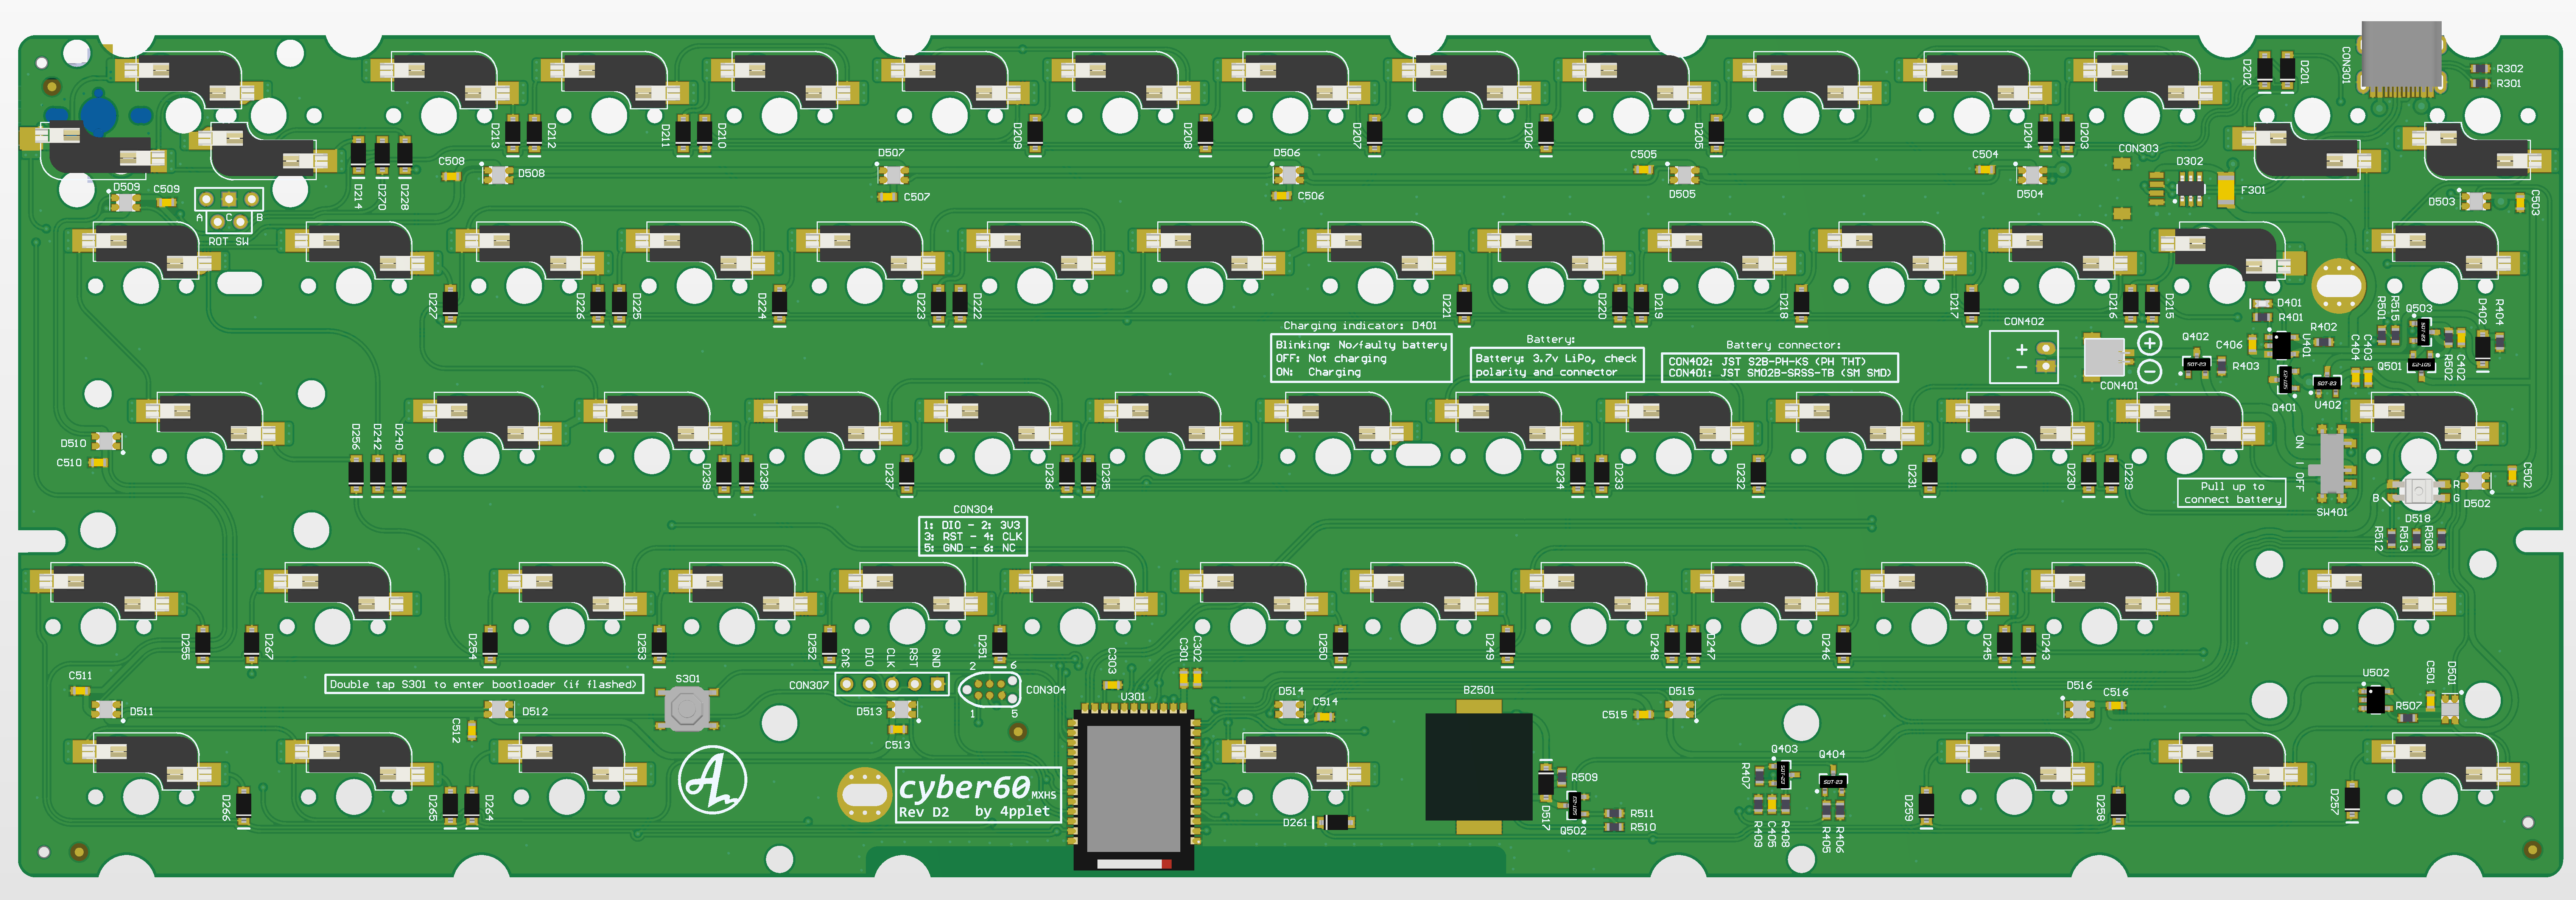 D202
D201
CON301
R302
R301
D213
D212
D211
D210
D209
D208
D207
D206
D205
D204
D203
CON303
D302
F301
D214
D270
D228
C508
D508
D507
C507
D506
C506
C505
D505
C504
D504
D503
C503
D509
C509
A C B
ROT SW
D227
D226
D225
D224
D223
D222
D221
D220
D219
D218
D217
D216
D215
D401
R401
Charging indicator: D401
Blinking: No/faulty battery
OFF: Not charging
ON: Charging
Battery:
Battery: 3.7v LiPo, check
polarity and connector
Battery connector:
CON402: JST S2B-PH-KS (PH THT)
CON401: JST SM02B-SRSS-TB (SM SMD)
CON402
+
-
CON401
+
-
Q402
SOT-23
R403
C406
U401
R402
Q401
U402
SOT-23
C404
C403
R501
R515
Q503
Q501
R502
C402
D402
R404
D510
C510
D256
D242
D240
D239
D238
D237
D236
D235
D234
D233
D232
D231
D230
D229
Pull up to
connect battery
ON | OFF
SW401
R
B
G
D518
D502
C502
R512
R513
R508
CON304
1: DIO - 2: 3V3
3: RST - 4: CLK
5: GND - 6: NC
D255
D267
D254
D253
D252
D251
D250
D249
D248
D247
D246
D245
D243
C511
D511
Double tap S301 to enter bootloader (if flashed)
D512
C512
S301
CON307
3V3
DIO
CLK
RST
GND
D513
C513
2
6
1
5
CON304
C303
U301
C301
C302
D514
C514
BZ501
C515
D515
D516
C516
U502
R507
C501
D501
D266
D265
D264
cyber60
MXHS
Rev D2 by 4pplet
D261
D517
R509
Q502
R511
R510
Q403
R407
R409
C405
R408
Q404
SOT-23
R405
R406
D259
D258
D257